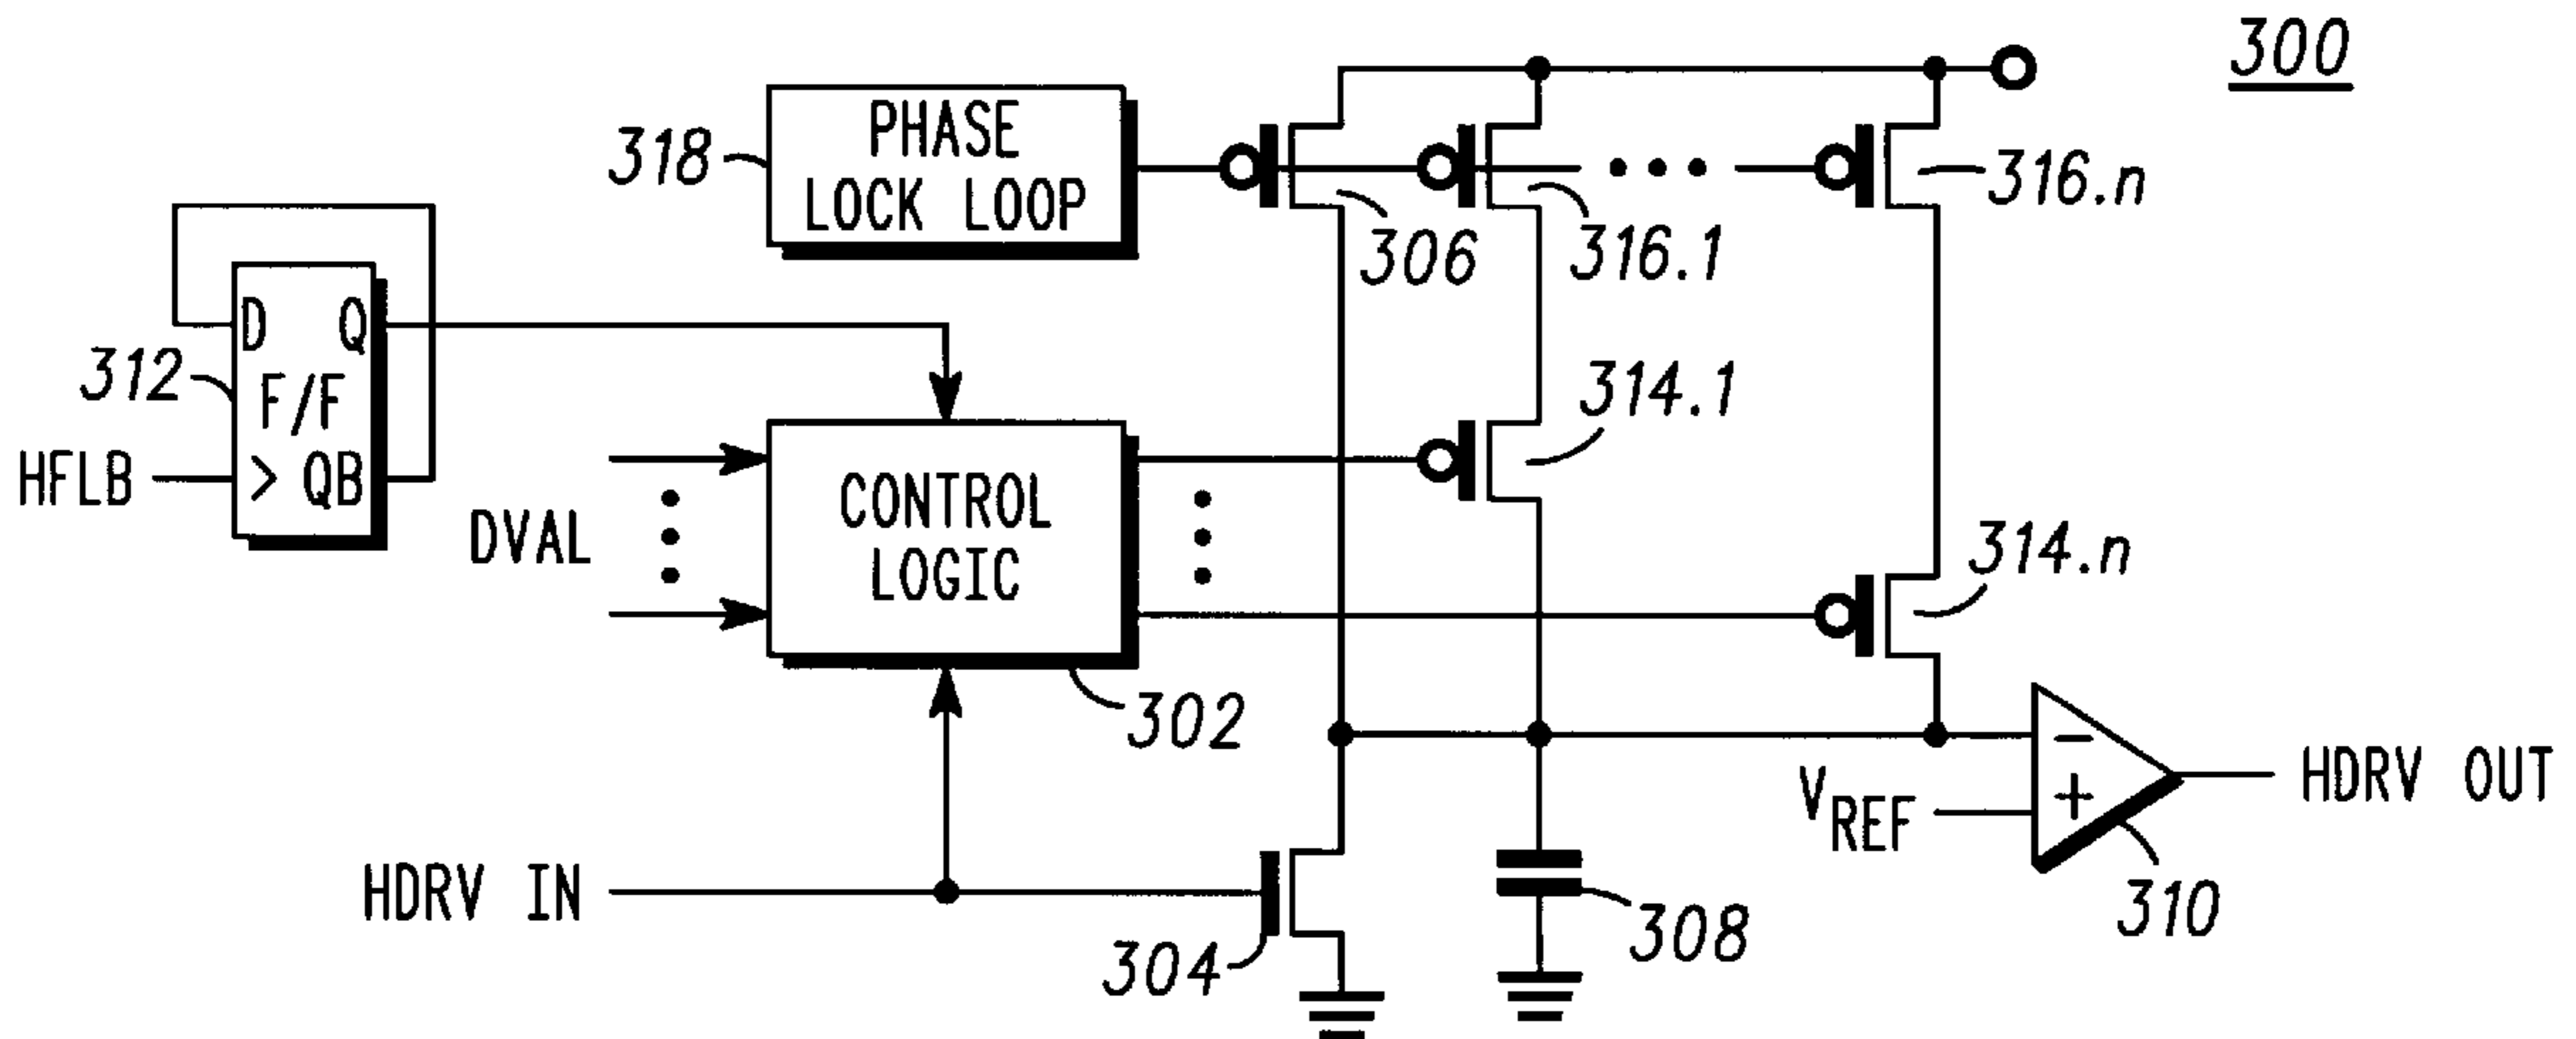 300
PHASE
LOCK LOOP
318
306
316.1
316.n
D Q
F/F
> QB
312
HFLB
DVAL
CONTROL
LOGIC
302
314.1
314.n
HDRV IN
304
308
VREF
−
+
310
HDRV OUT